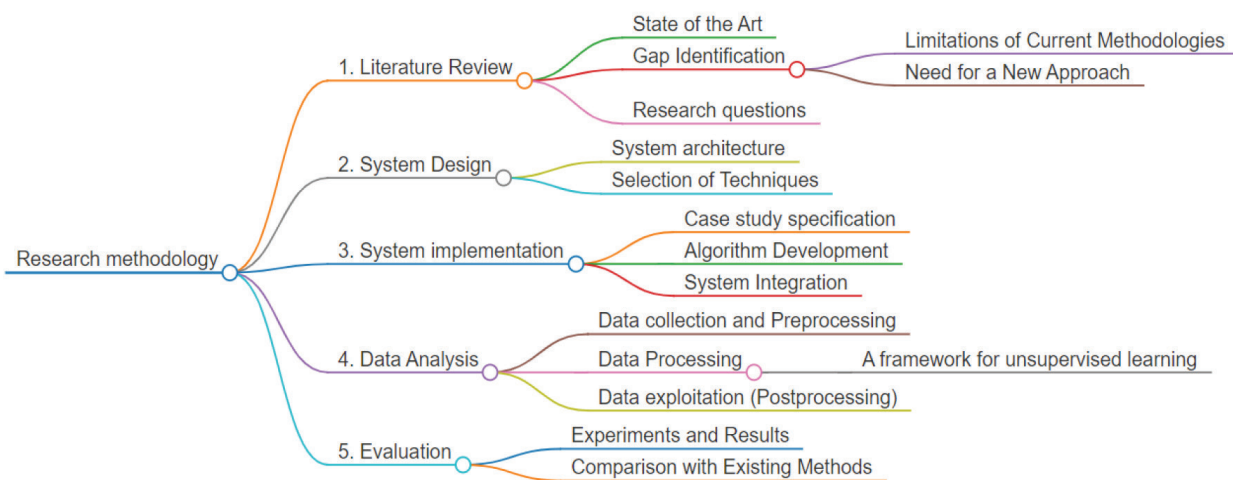 Research methodology
1. Literature Review
State of the Art
Gap Identification
Limitations of Current Methodologies
Need for a New Approach
Research questions
2. System Design
System architecture
Selection of Techniques
3. System implementation
Case study specification
Algorithm Development
System Integration
4. Data Analysis
Data collection and Preprocessing
Data Processing
A framework for unsupervised learning
Data exploitation (Postprocessing)
5. Evaluation
Experiments and Results
Comparison with Existing Methods